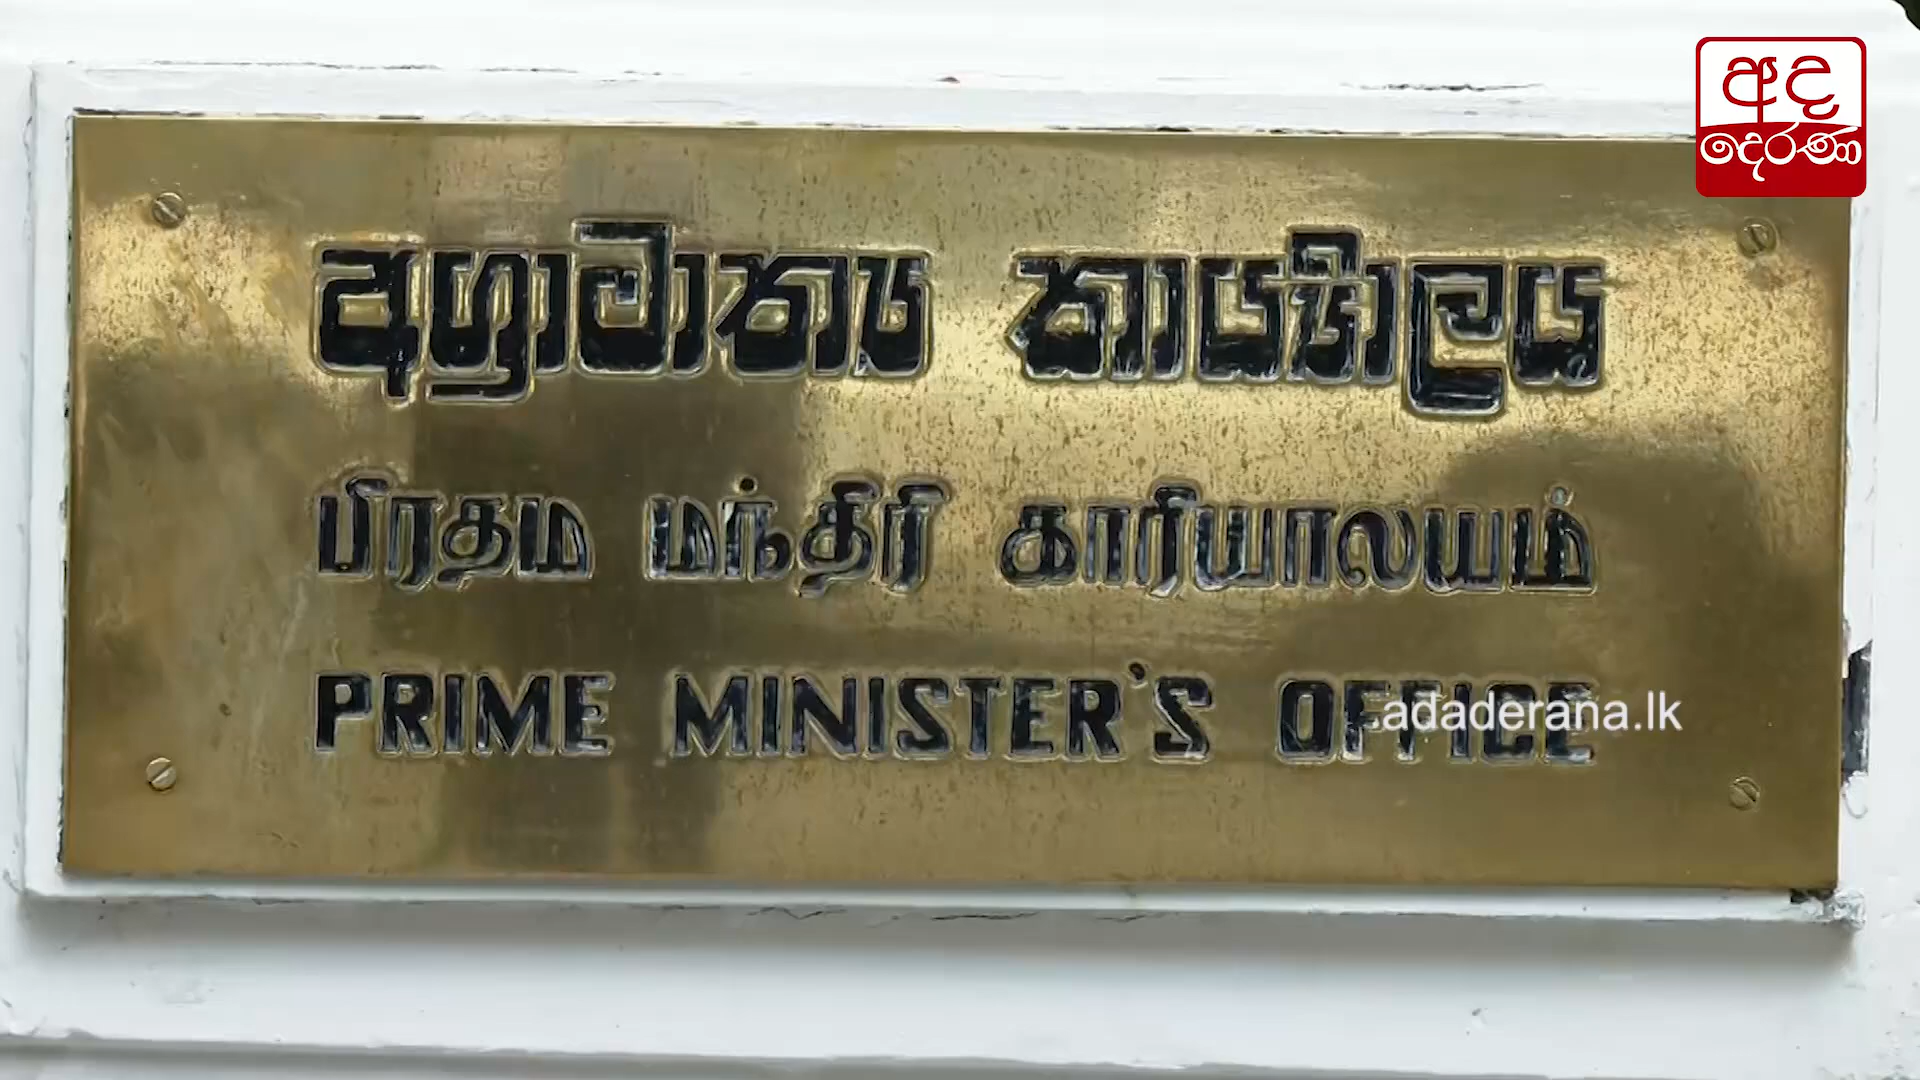 අද
දෙරණ
අග්‍රාමාත්‍ය කාර්යාලය
பிரதம மந்திரி காரியாலயம்
PRIME MINISTER'S OFFICE
adaderana.lk